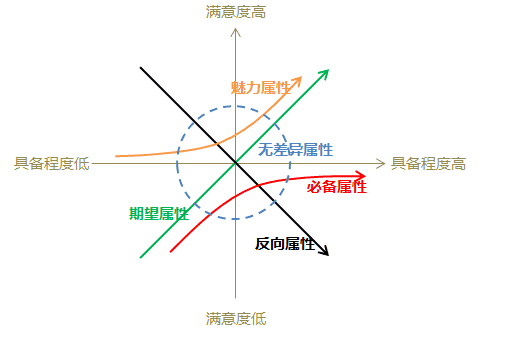 满意度高
魅力属性
无差异属性
具备程度低
具备程度高
必备属性
期望属性
反向属性
满意度低